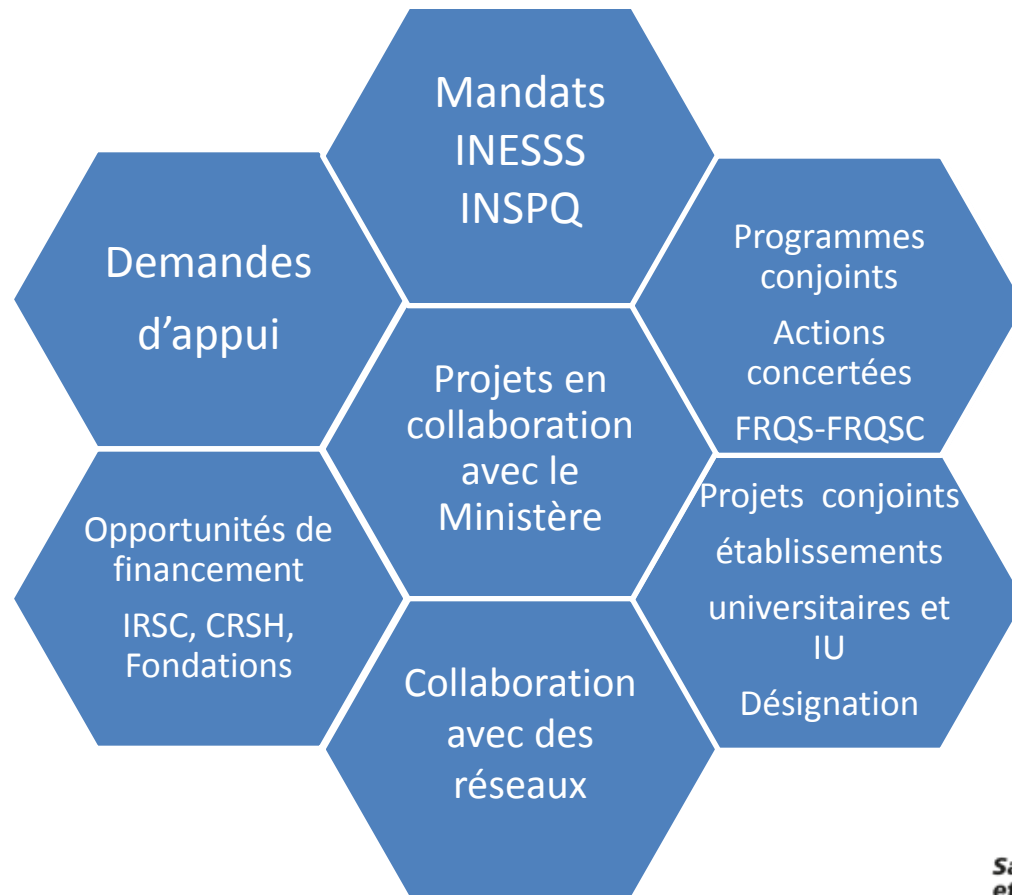 Mandats
INESSS
INSPQ
Demandes
d’appui
Programmes
conjoints
Actions
concertées
FRQS-FRQSC
Projets en
collaboration
avec le
Ministère
Opportunités de
financement
IRSC, CRSH,
Fondations
Projets conjoints
établissements
universitaires et
IU
Désignation
Collaboration
avec des
réseaux
et